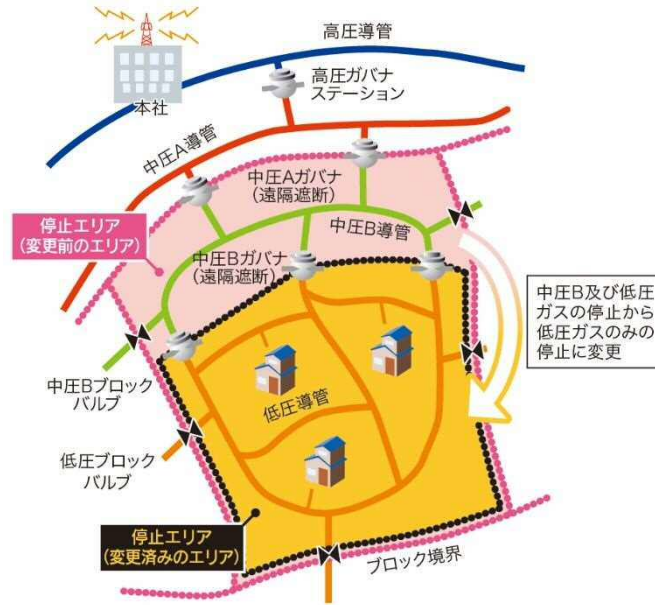 高圧導管
高圧ガバナ
ステーション
本社
中圧A導管
中圧Aガバナ
(遠隔遮断)
停止エリア
(変更前のエリア)
中圧B導管
中圧Bガバナ
(遠隔遮断)
中圧B及び低圧
ガスの停止から
低圧ガスのみの
停止に変更
中圧Bブロック
バルブ
低圧導管
低圧ブロック
バルブ
停止エリア
(変更済みのエリア)
ブロック境界